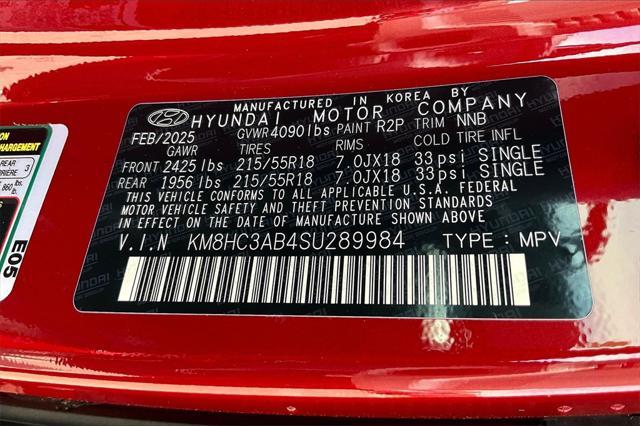 MANUFACTURED IN KOREA BY
HYUNDAI MOTOR COMPANY
FEB/2025 GVWR 4090 lbs PAINT R2P TRIM NNB
GAWR TIRES RIMS COLD TIRE INFL
FRONT 2425 lbs 215/55R18 7.0JX18 33psi SINGLE
REAR 1956 lbs 215/55R18 7.0JX18 33psi SINGLE
THIS VEHICLE CONFORMS TO ALL APPLICABLE U.S.A. FEDERAL
MOTOR VEHICLE SAFETY AND THEFT PREVENTION STANDARDS
IN EFFECT ON THE DATE OF MANUFACTURE SHOWN ABOVE.
V.I.N KM8HC3AB4SU289984 TYPE : MPV
REAR 3
860
E05